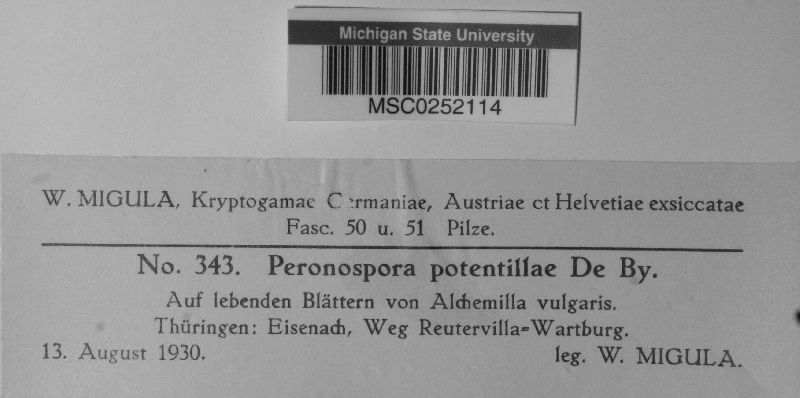 Michigan State University
MSC0252114
W. MIGULA, Kryptogamae Germaniae, Austriae et Helvetiae exsiccatae
Fasc. 50 u. 51 Pilze.
No. 343. Peronospora potentillae De By.
Auf lebenden Blättern von Alchemilla vulgaris.
Thüringen: Eisenach, Weg Reutervilla=Wartburg.
13. August 1930. leg. W. MIGULA.